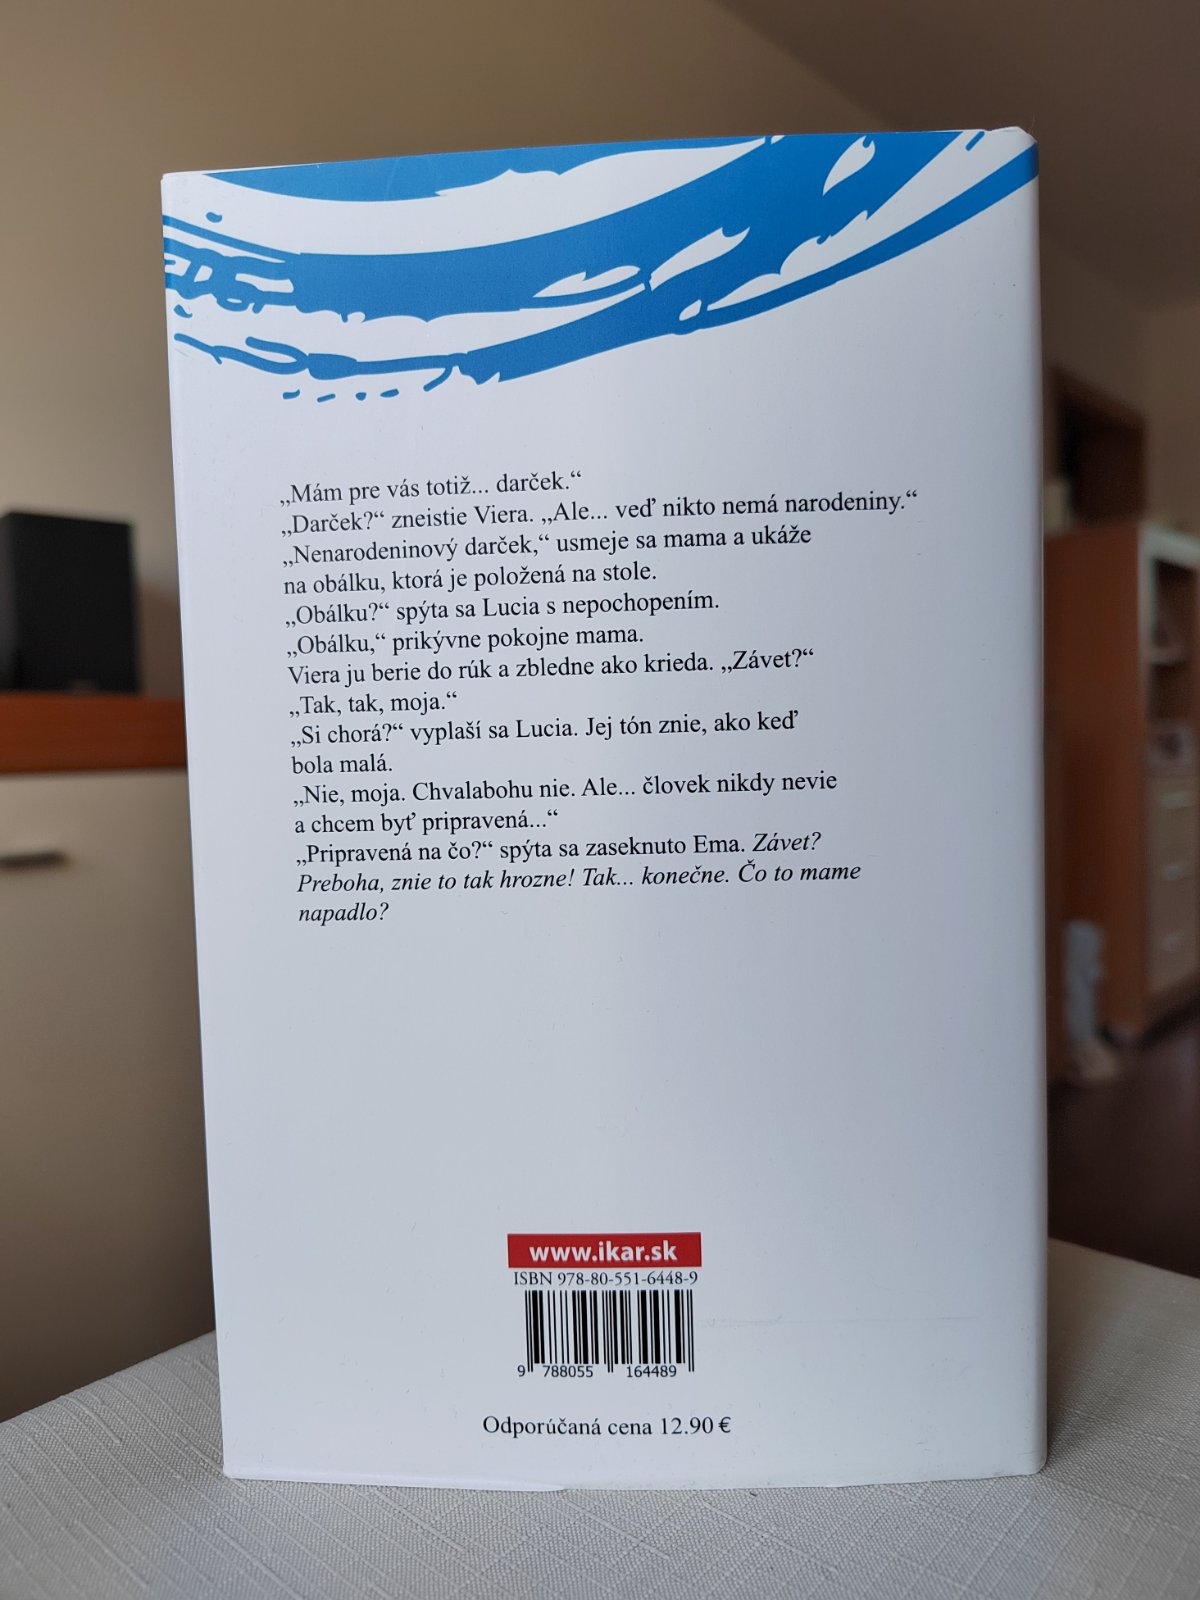 „Mám pre vás totiž... darček.“
„Darček?“ zneistie Viera. „Ale... veď nikto nemá narodeniny.“
„Nenarodeninový darček,“ usmeje sa mama a ukáže
na obálku, ktorá je položená na stole.
„Obálku?“ spýta sa Lucia s nepochopením.
„Obálku,“ prikývne pokojne mama.
Viera ju berie do rúk a zbledne ako krieda. „Závet?“
„Tak, tak, moja.“
„Si chorá?“ vyplaší sa Lucia. Jej tón znie, ako keď
bola malá.
„Nie, moja. Chvalabohu nie. Ale... človek nikdy nevie
a chcem byť pripravená...“
„Pripravená na čo?“ spýta sa zaseknuto Ema. Závet?
Preboha, znie to tak hrozne! Tak... konečne. Čo to mame
napadlo?
www.ikar.sk
ISBN 978-80-551-6448-9
9 788055 164489
Odporúčaná cena 12.90 €